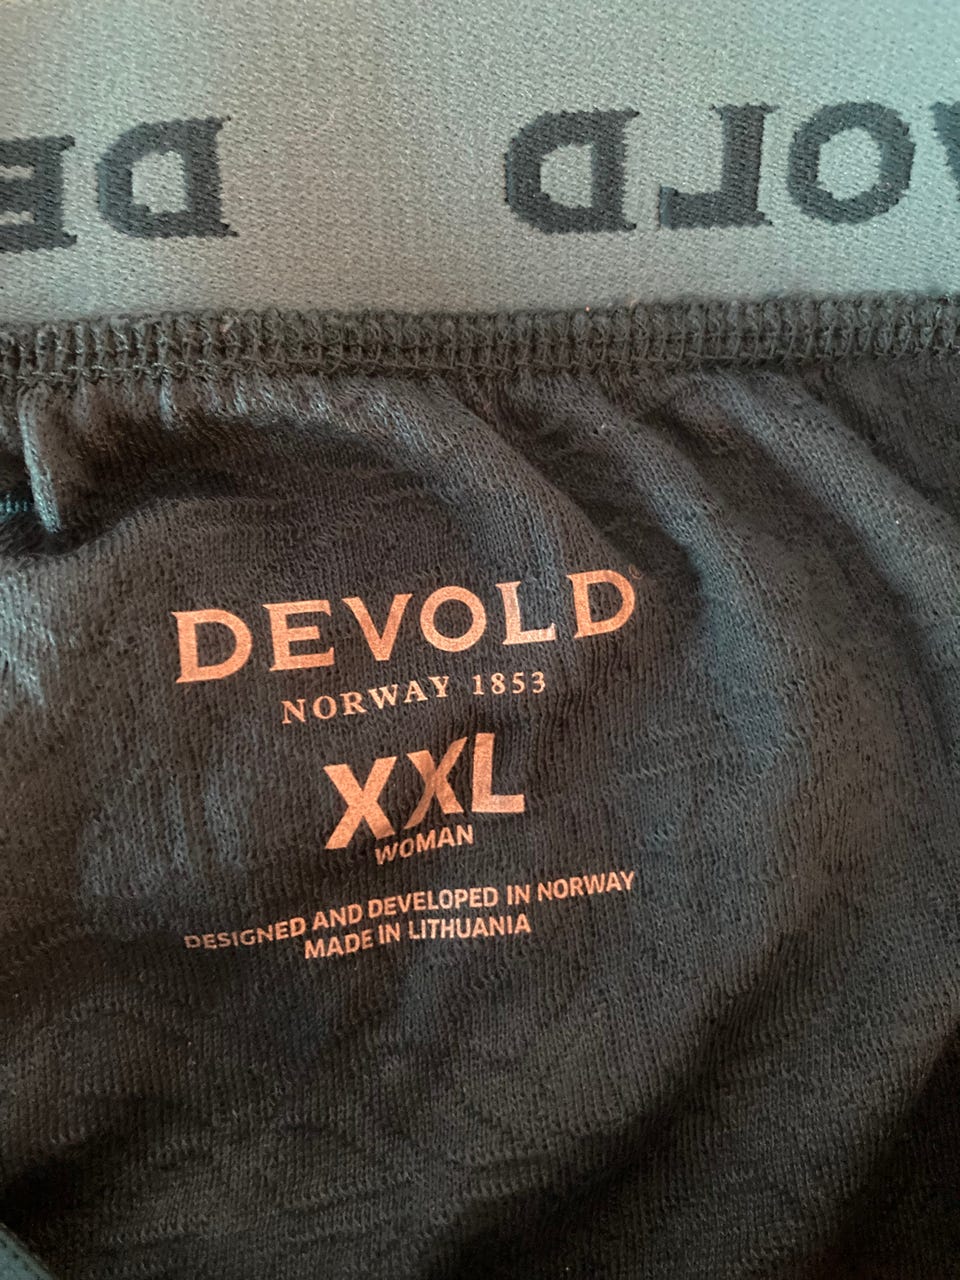 DE VOLD
DEVOLD
NORWAY 1853
XXL
WOMAN
DESIGNED AND DEVELOPED IN NORWAY
MADE IN LITHUANIA